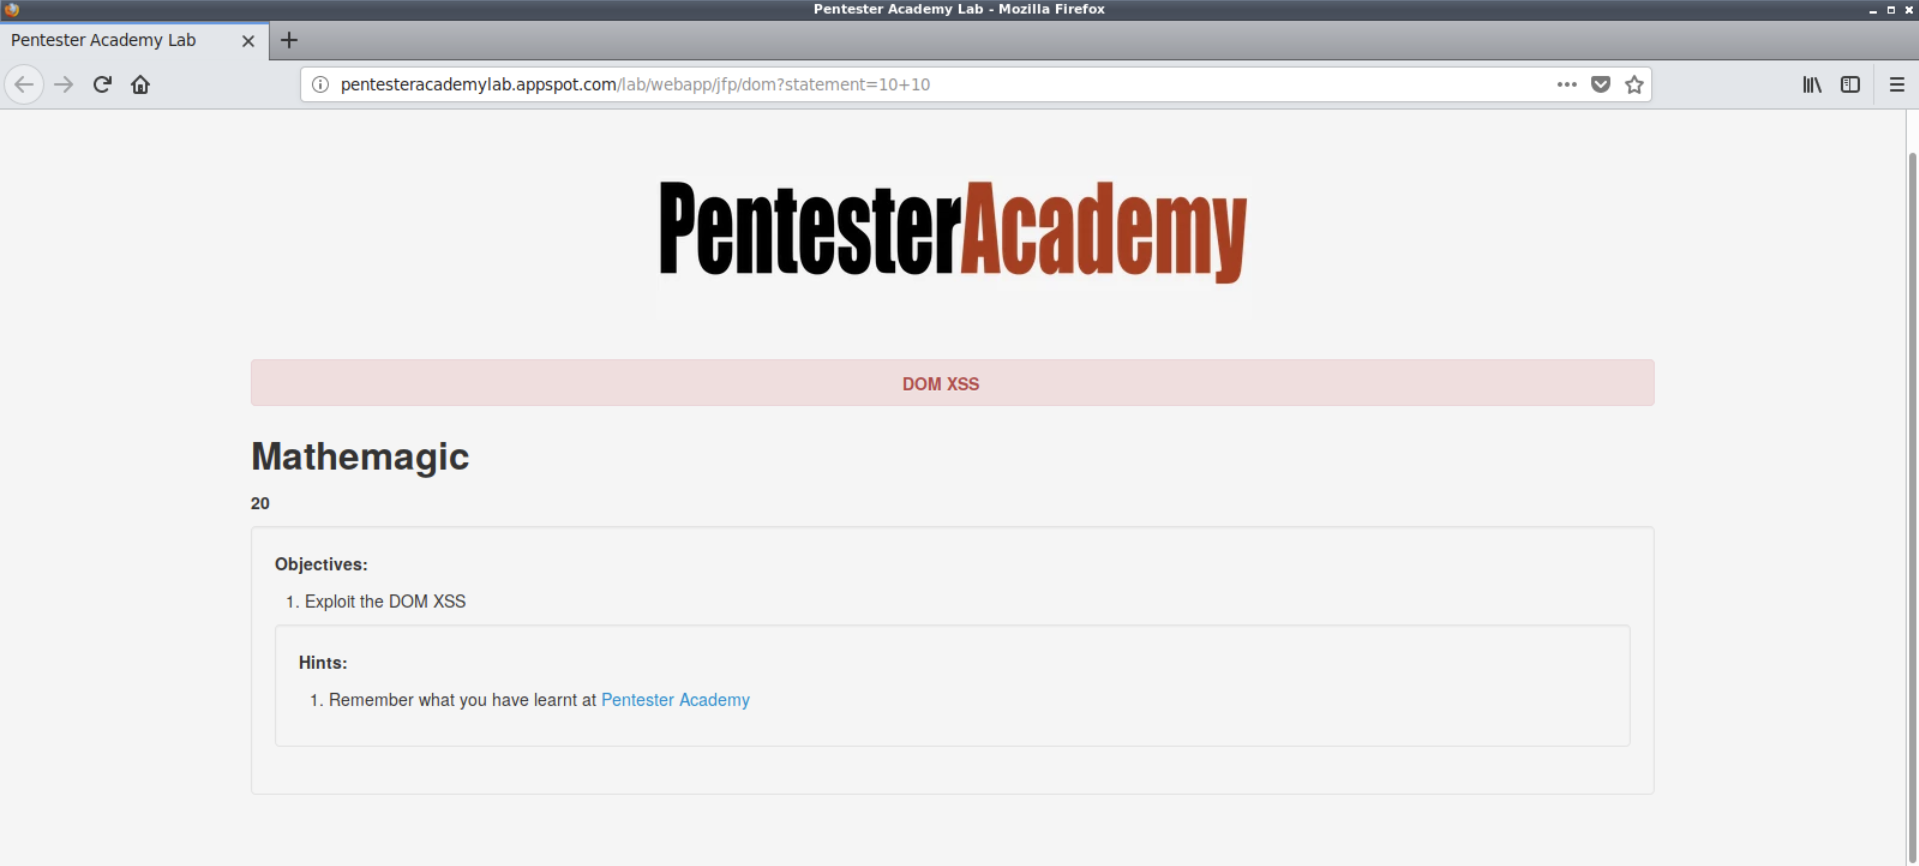 Pentester Academy Lab - Mozilla Firefox
Pentester Academy Lab
pentesteracademylab.appspot.com/lab/webapp/jfp/dom?statement=10+10
PentesterAcademy
DOM XSS
Mathemagic
20
Objectives:
1. Exploit the DOM XSS
Hints:
1. Remember what you have learnt at Pentester Academy